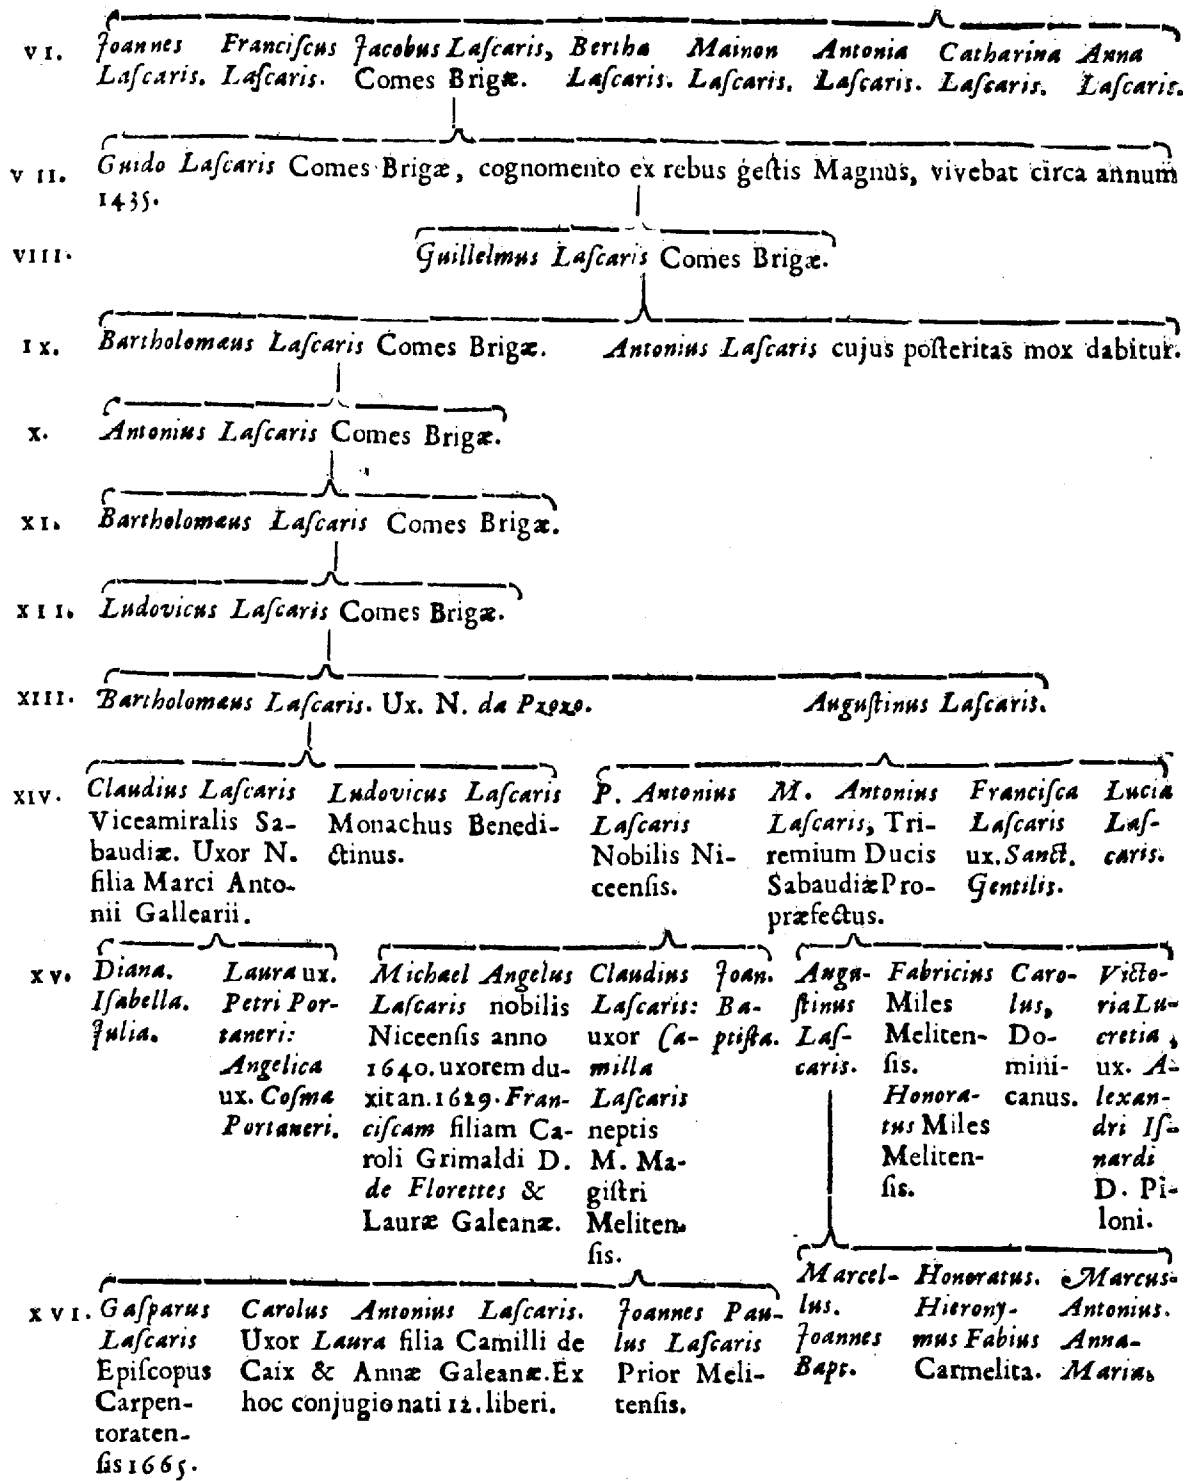 VI. Joannes Franciſcus Jacobus Laſcaris, Bertha Mainon Antonia Catharina Anna
Laſcaris. Laſcaris. Comes Brigæ. Laſcaris. Laſcaris. Laſcaris. Laſcaris. Laſcaris.
VII. Guido Laſcaris Comes Brigæ, cognomento ex rebus geſtis Magnus, vivebat circa annum
1435.
VIII. Guillelmus Laſcaris Comes Brigæ.
IX. Bartholomæus Laſcaris Comes Brigæ. Antonius Laſcaris cujus poſteritas mox dabitur.
X. Antonius Laſcaris Comes Brigæ.
XI. Bartholomæus Laſcaris Comes Brigæ.
XII. Ludovicus Laſcaris Comes Brigæ.
XIII. Bartholomæus Laſcaris. Ux. N. da Pzozo. Auguſtinus Laſcaris.
XIV. Claudius Laſcaris
Viceamiralis Sa-
baudiæ. Uxor N.
filia Marci Anto-
nii Gallearii.
Ludovicus Laſcaris
Monachus Benedi-
ctinus.
P. Antonius
Laſcaris
Nobilis Ni-
ceenſis.
M. Antonius
Laſcaris, Tri-
remium Ducis
Sabaudiæ Pro-
præfectus.
Franciſca
Laſcaris
ux. Sanct.
Gentilis.
Lucia
Laſ-
caris.
XV. Diana.
Iſabella.
Julia.
Laura ux.
Petri Por-
taneri:
Angelica
ux. Coſmæ
Portaneri.
Michael Angelus
Laſcaris nobilis
Niceenſis anno
1640. uxorem du-
xit an. 1629. Fran-
ciſcam filiam Ca-
roli Grimaldi D.
de Florettes &
Lauræ Galeanæ.
Claudius
Laſcaris:
uxor Ca-
milla
Laſcaris
neptis
M. Ma-
giſtri
Meliten-
ſis.
Joan.
Ba-
ptiſta.
Augu-
ſtinus
Laſ-
caris.
Fabricius
Miles
Meliten-
ſis.
Honora-
tus Miles
Meliten-
ſis.
Caro-
lus,
Do-
mini-
canus.
Victo-
ria Lu-
cretia,
ux. A-
lexan-
dri Iſ-
nardi
D. Pi-
loni.
XVI. Gaſparus
Laſcaris
Epiſcopus
Carpen-
toraten-
ſis 1665.
Carolus Antonius Laſcaris.
Uxor Laura filia Camilli de
Caix & Annæ Galeanæ. Ex
hoc conjugio nati 12. liberi.
Joannes Pau-
lus Laſcaris
Prior Meli-
tenſis.
Marcel-
lus.
Joannes
Bapt.
Honoratus.
Hierony-
mus Fabius
Carmelita.
Marcus-
Antonius.
Anna-
Maria.